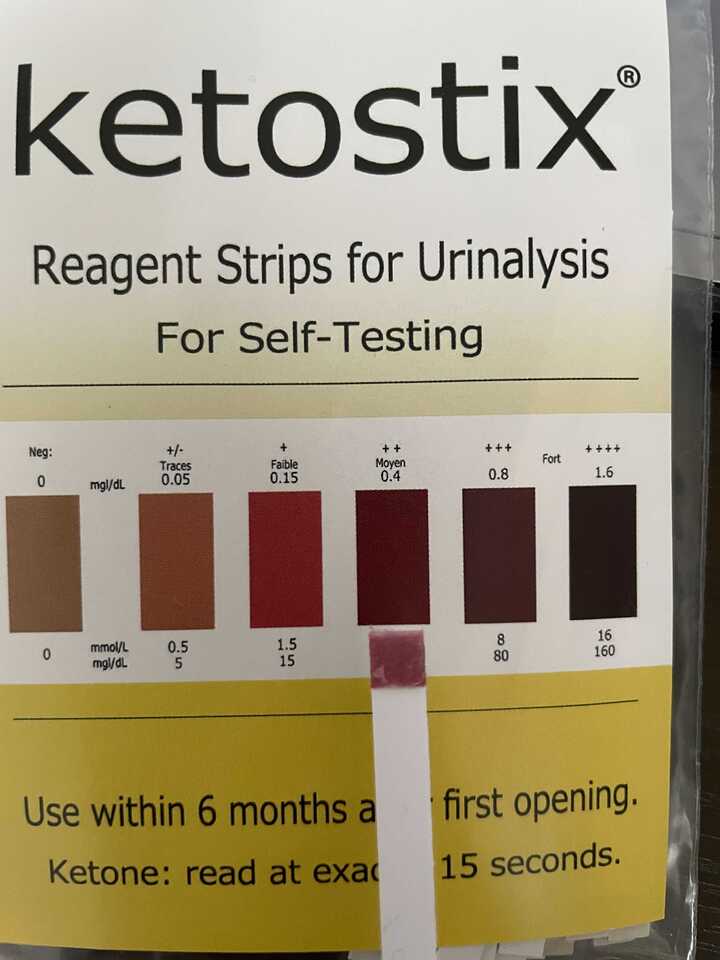 ketostix®
Reagent Strips for Urinalysis
For Self-Testing
Neg: +/- + ++ +++ ++++
Traces Faible Moyen Fort
0 mgl/dL 0.05 0.15 0.4 0.8 1.6
0 mmol/L 0.5 1.5 8 16
mgl/dL 5 15 80 160
Use within 6 months first opening.
Ketone: read at 15 seconds.